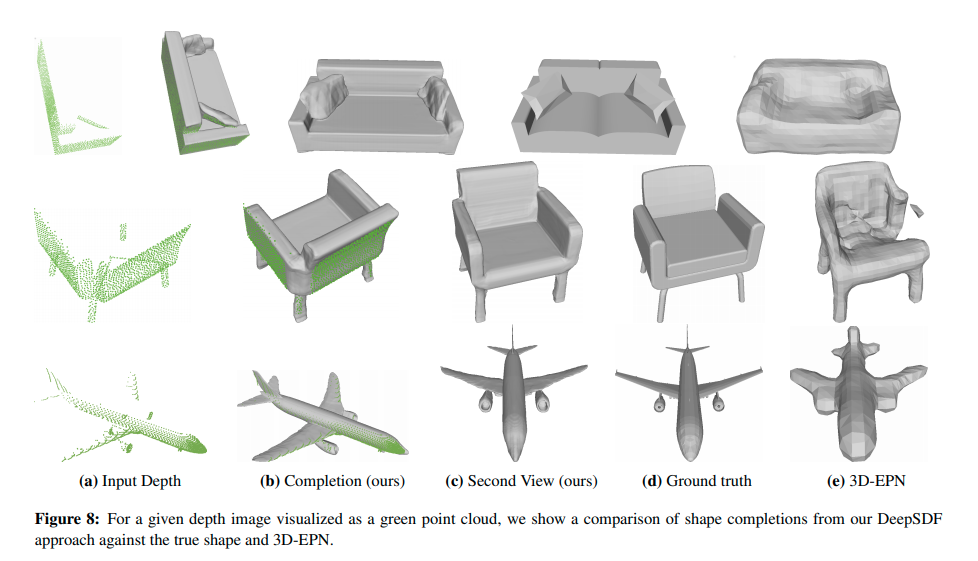 (a) Input Depth (b) Completion (ours) (c) Second View (ours) (d) Ground truth (e) 3D-EPN
Figure 8: For a given depth image visualized as a green point cloud, we show a comparison of shape completions from our DeepSDF
approach against the true shape and 3D-EPN.